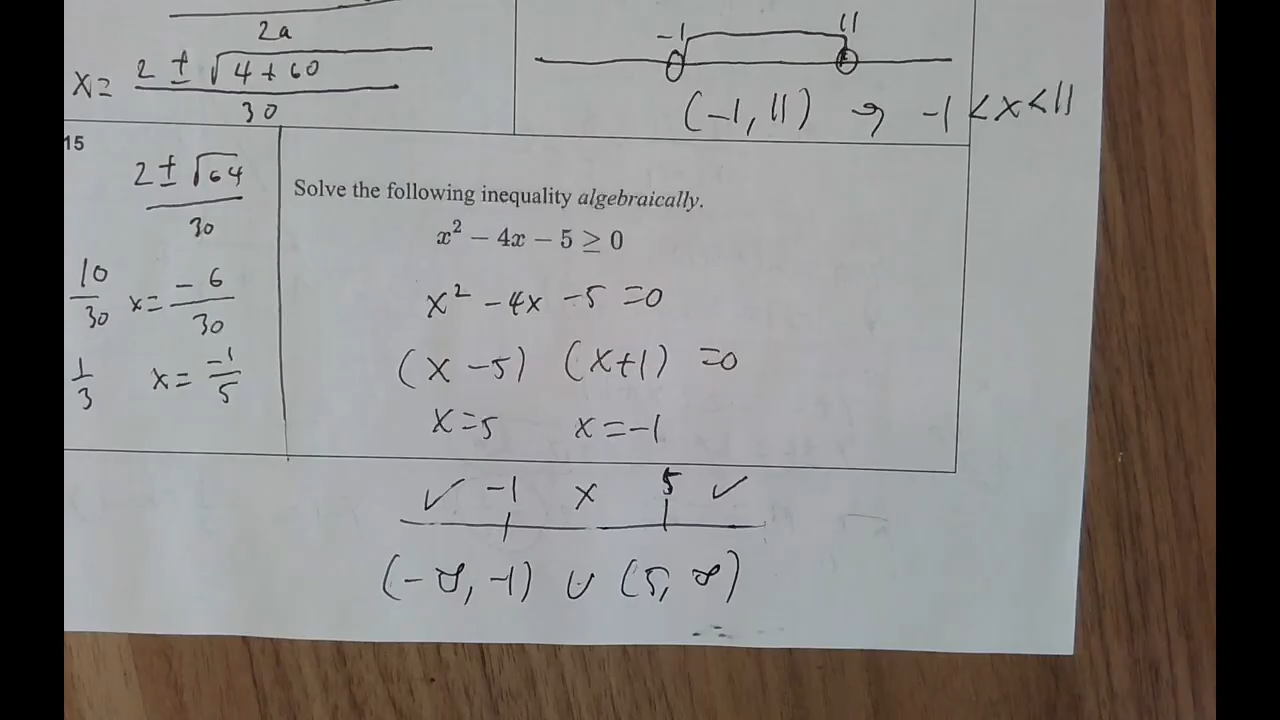 2a
x= 2 ± √4+60
30
-1 11
(-1, 11) → -1 < x < 11
15
2 ± √64
30
10
30
x= -6
30
1
3
x= -1
5
Solve the following inequality algebraically.
x² − 4x − 5 ≥ 0
x² -4x -5 =0
(x -5) (x+1) =0
x=5 x=-1
✓ -1 x 5 ✓
(-∞, -1) ∪ (5, ∞)